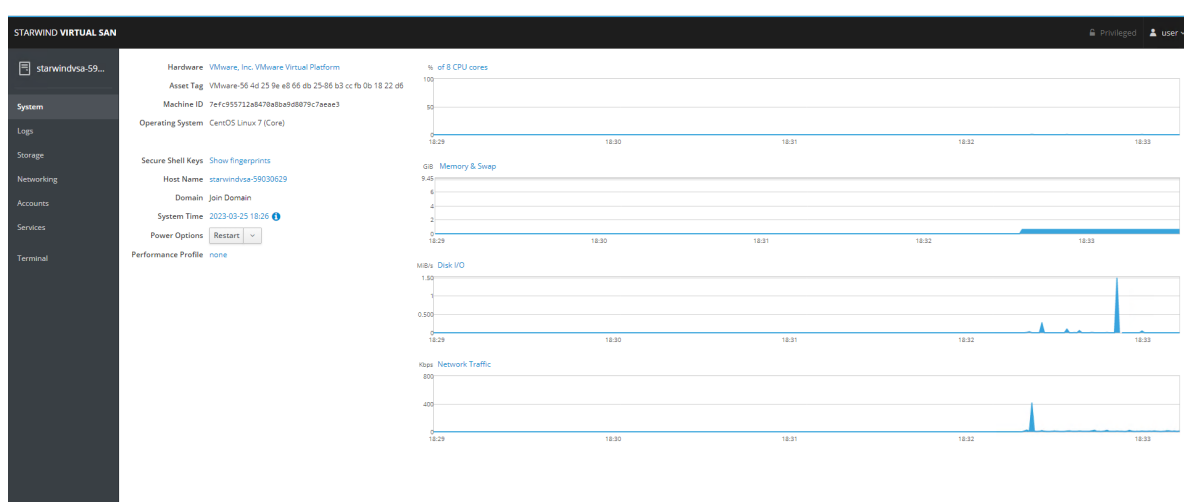 STARWIND VIRTUAL SAN
Privileged
user
starwindvsa-59...
System
Logs
Storage
Networking
Accounts
Services
Terminal
Hardware VMware, Inc. VMware Virtual Platform
Asset Tag VMware-56 4d 25 9e e8 66 db 25-86 b3 cc fb 0b 18 22 d6
Machine ID 7efc955712a8470a8ba9d8079c7aeae3
Operating System CentOS Linux 7 (Core)
Secure Shell Keys Show fingerprints
Host Name starwindvsa-59030629
Domain Join Domain
System Time 2023-03-25 18:26
Power Options Restart
Performance Profile none
% of 8 CPU cores
100
50
0
18:29 18:30 18:31 18:32 18:33
GiB Memory & Swap
9.45
6
4
2
0
18:29 18:30 18:31 18:32 18:33
MiB/s Disk I/O
1.50
1
0.500
0
18:29 18:30 18:31 18:32 18:33
Kbps Network Traffic
800
400
0
18:29 18:30 18:31 18:32 18:33